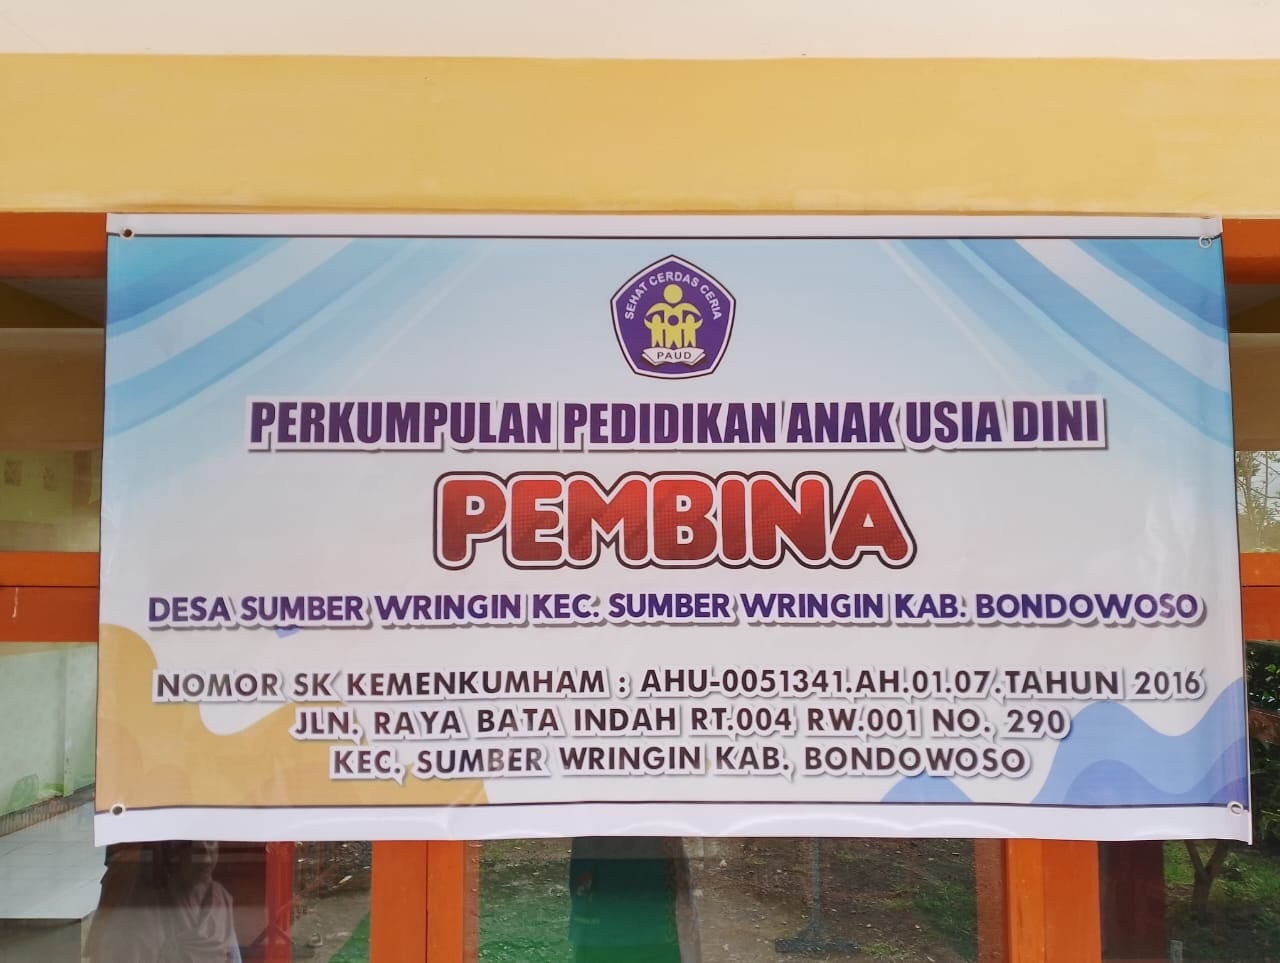 SEHAT CERDAS CERIA
PAUD
PERKUMPULAN PEDIDIKAN ANAK USIA DINI
PEMBINA
DESA SUMBER WRINGIN KEC. SUMBER WRINGIN KAB. BONDOWOSO
NOMOR SK KEMENKUMHAM : AHU-0051341.AH.01.07.TAHUN 2016
JLN. RAYA BATA INDAH RT.004 RW.001 NO. 290
KEC. SUMBER WRINGIN KAB. BONDOWOSO